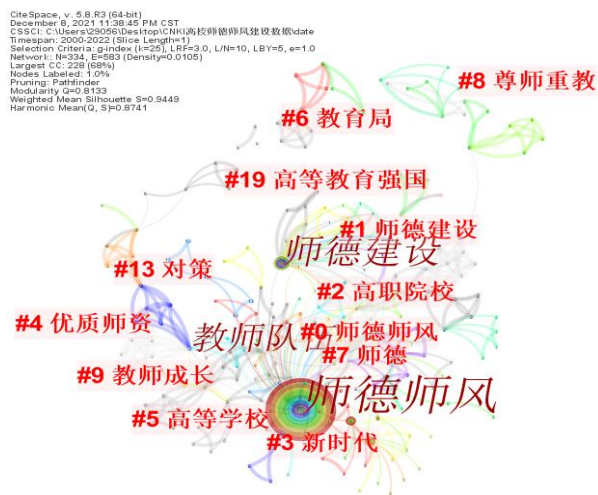 CiteSpace, v. 5.8.R3 (64-bit)
December 8, 2021 11:38:45 PM CST
CSSCI: C:\Users\29056\Desktop\CNKI高校师德师风建设数据\date
Timespan: 2000-2022 (Slice Length=1)
Selection Criteria: g-index (k=25), LRF=3.0, L/N=10, LBY=5, e=1.0
Network: N=334, E=583 (Density=0.0105)
Largest CC: 228 (68%)
Nodes Labeled: 1.0%
Pruning: Pathfinder
Modularity Q=0.8133
Weighted Mean Silhouette S=0.9449
Harmonic Mean(Q, S)=0.8741
#8 尊师重教
#6 教育局
#19 高等教育强国
#1 师德建设
师德建设
#13 对策
#2 高职院校
#4 优质师资
教师队伍
#0 师德师风
#7 师德
#9 教师成长
师德师风
#5 高等学校
#3 新时代